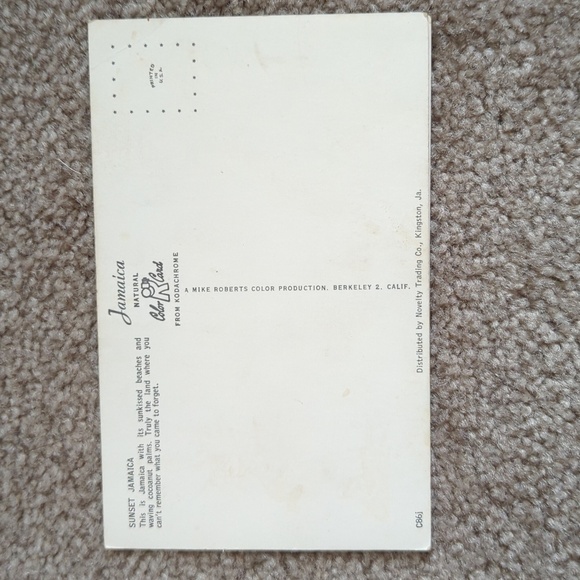 SUNSET JAMAICA
This is Jamaica with its sunkissed beaches and
waving cocoanut palms. Truly the land where you
can't remember what you came to forget.
Jamaica
NATURAL
Color Card
FROM KODACHROME
PRINTED
IN
U.S.A.
A MIKE ROBERTS COLOR PRODUCTION, BERKELEY 2, CALIF.
C86j
Distributed by Novelty Trading Co., Kingston, Ja.